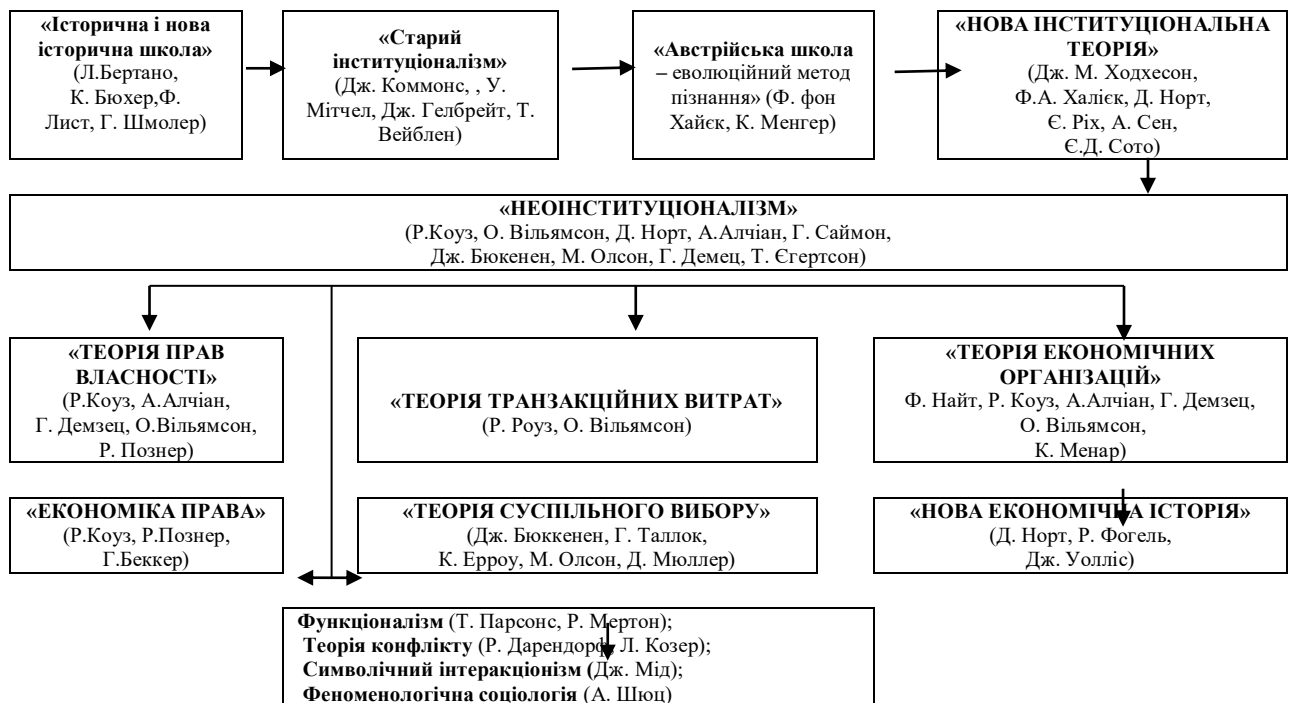 «Історична і нова
історична школа»
(Л.Бертано,
К. Бюхер,Ф.
Лист, Г. Шмолер)
«Старий
інституціоналізм»
(Дж. Коммонс, , У.
Мітчел, Дж. Гелбрейт, Т.
Вейблен)
«Австрійська школа
– еволюційний метод
пізнання» (Ф. фон
Хайєк, К. Менгер)
«НОВА ІНСТИТУЦІОНАЛЬНА
ТЕОРІЯ»
(Дж. М. Ходхесон,
Ф.А. Халієк, Д. Норт,
Є. Ріх, А. Сен,
Є.Д. Сото)
«НЕОІНСТИТУЦІОНАЛІЗМ»
(Р.Коуз, О. Вільямсон, Д. Норт, А.Алчіан, Г. Саймон,
Дж. Бюкенен, М. Олсон, Г. Демец, Т. Єгертсон)
«ТЕОРІЯ ПРАВ
ВЛАСНОСТІ»
(Р.Коуз, А.Алчіан,
Г. Демзец, О.Вільямсон,
Р. Познер)
«ТЕОРІЯ ТРАНЗАКЦІЙНИХ ВИТРАТ»
(Р. Роуз, О. Вільямсон)
«ТЕОРІЯ ЕКОНОМІЧНИХ
ОРГАНІЗАЦІЙ»
Ф. Найт, Р. Коуз, А.Алчіан, Г. Демзец,
О. Вільямсон,
К. Менар)
«ЕКОНОМІКА ПРАВА»
(Р.Коуз, Р.Познер,
Г.Беккер)
«ТЕОРІЯ СУСПІЛЬНОГО ВИБОРУ»
(Дж. Бюккенен, Г. Таллок,
К. Ерроу, М. Олсон, Д. Мюллер)
«НОВА ЕКОНОМІЧНА ІСТОРІЯ»
(Д. Норт, Р. Фогель,
Дж. Уолліс)
Функціоналізм (Т. Парсонс, Р. Мертон);
Теорія конфлікту (Р. Дарендорф, Л. Козер);
Символічний інтеракціонізм (Дж. Мід);
Феноменологічна соціологія (А. Шюц)